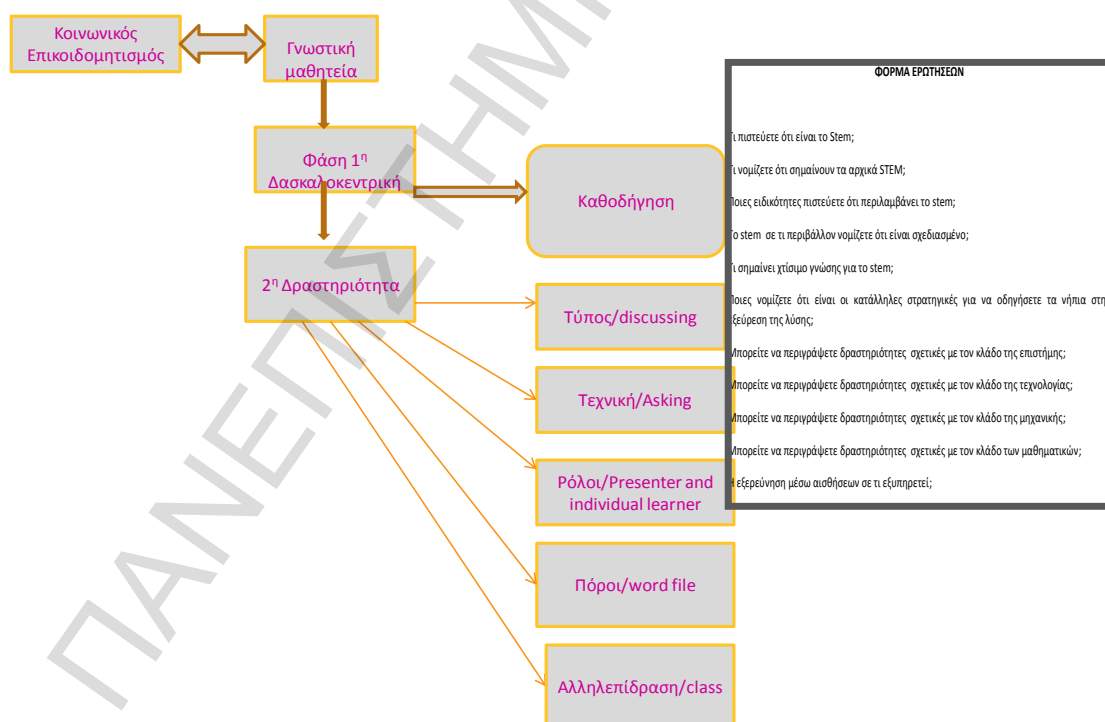 Κοινωνικός
Επικοιδομητισμός
Γνωστική
μαθητεία
Φάση 1η
Δασκαλοκεντρική
Καθοδήγηση
2η Δραστηριότητα
Τύπος/discussing
Τεχνική/Asking
Ρόλοι/Presenter and
individual learner
Πόροι/word file
Αλληλεπίδραση/class
ΦΟΡΜΑ ΕΡΩΤΗΣΕΩΝ
Τι πιστεύετε ότι είναι το Stem;
Τι νομίζετε ότι σημαίνουν τα αρχικά STEM;
Ποιες ειδικότητες πιστεύετε ότι περιλαμβάνει το stem;
Το stem σε τι περιβάλλον νομίζετε ότι είναι σχεδιασμένο;
Τι σημαίνει χτίσιμο γνώσης για το stem;
Ποιες νομίζετε ότι είναι οι κατάλληλες στρατηγικές για να οδηγήσετε τα νήπια στη
εξεύρεση της λύσης;
Μπορείτε να περιγράψετε δραστηριότητες σχετικές με τον κλάδο της επιστήμης;
Μπορείτε να περιγράψετε δραστηριότητες σχετικές με τον κλάδο της τεχνολογίας;
Μπορείτε να περιγράψετε δραστηριότητες σχετικές με τον κλάδο της μηχανικής;
Μπορείτε να περιγράψετε δραστηριότητες σχετικές με τον κλάδο των μαθηματικών;
Η εξερεύνηση μέσω αισθήσεων σε τι εξυπηρετεί;
ΠΑΝΕΠΙΣΤΗΜΙ